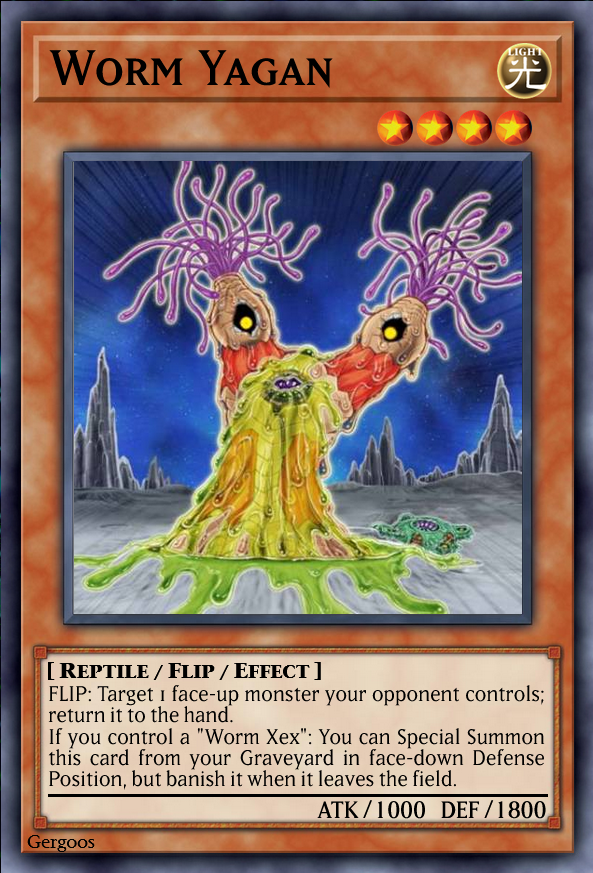 Worm Yagan
LIGHT
光
[ Reptile / Flip / Effect ]
FLIP: Target 1 face-up monster your opponent controls;
return it to the hand.
If you control a "Worm Xex": You can Special Summon
this card from your Graveyard in face-down Defense
Position, but banish it when it leaves the field.
ATK / 1000 DEF / 1800
Gergoos